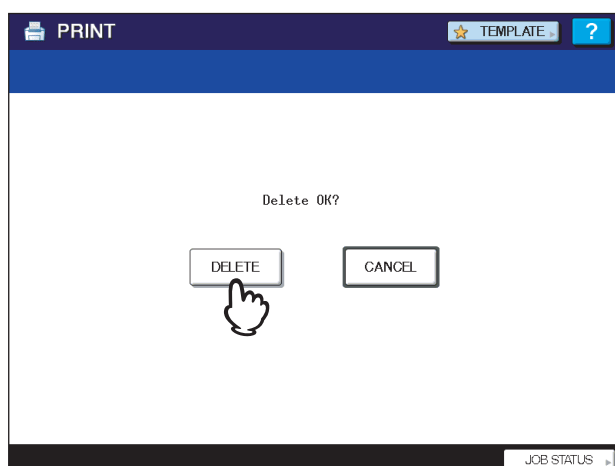 PRINT
TEMPLATE
?
Delete OK?
DELETE
CANCEL
JOB STATUS